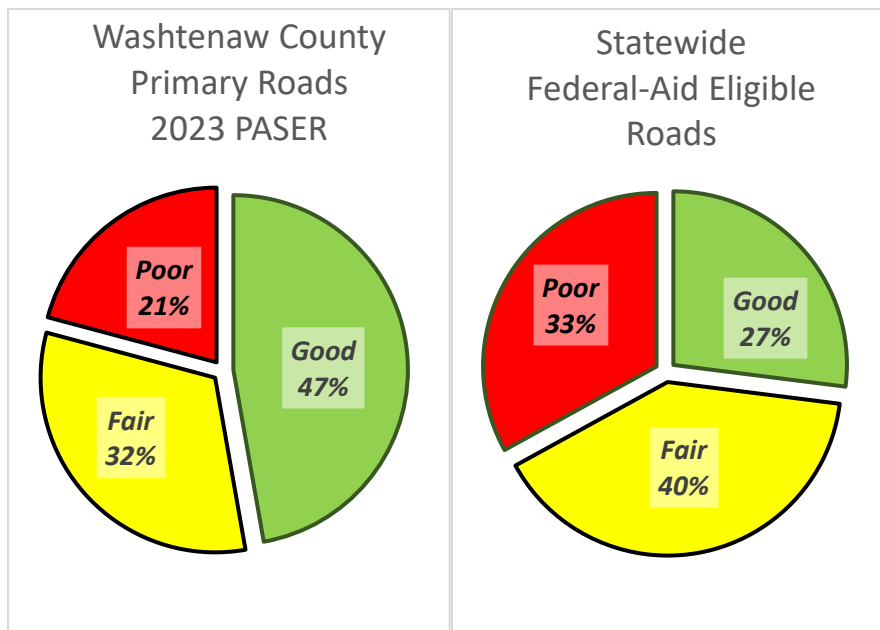 Washtenaw County
Primary Roads
2023 PASER
Poor
21%
Good
47%
Fair
32%
Statewide
Federal-Aid Eligible
Roads
Poor
33%
Good
27%
Fair
40%